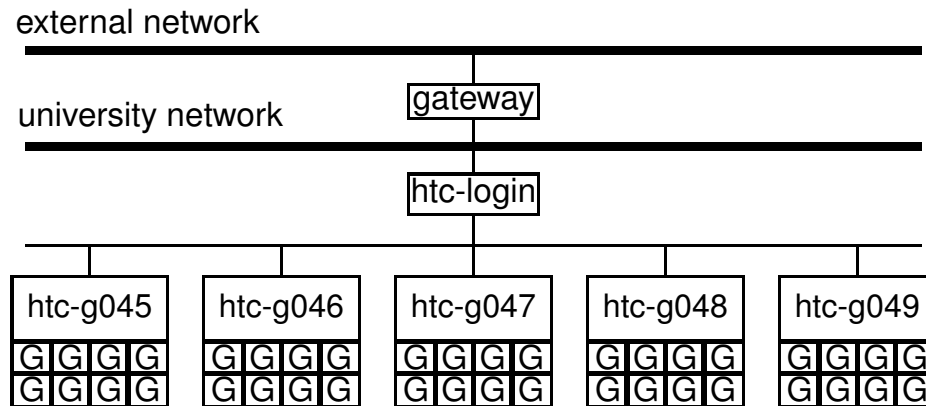 external network
gateway
university network
htc-login
htc-g045 htc-g046 htc-g047 htc-g048 htc-g049
G G G G G G G G G G G G G G G G G G G G
G G G G G G G G G G G G G G G G G G G G